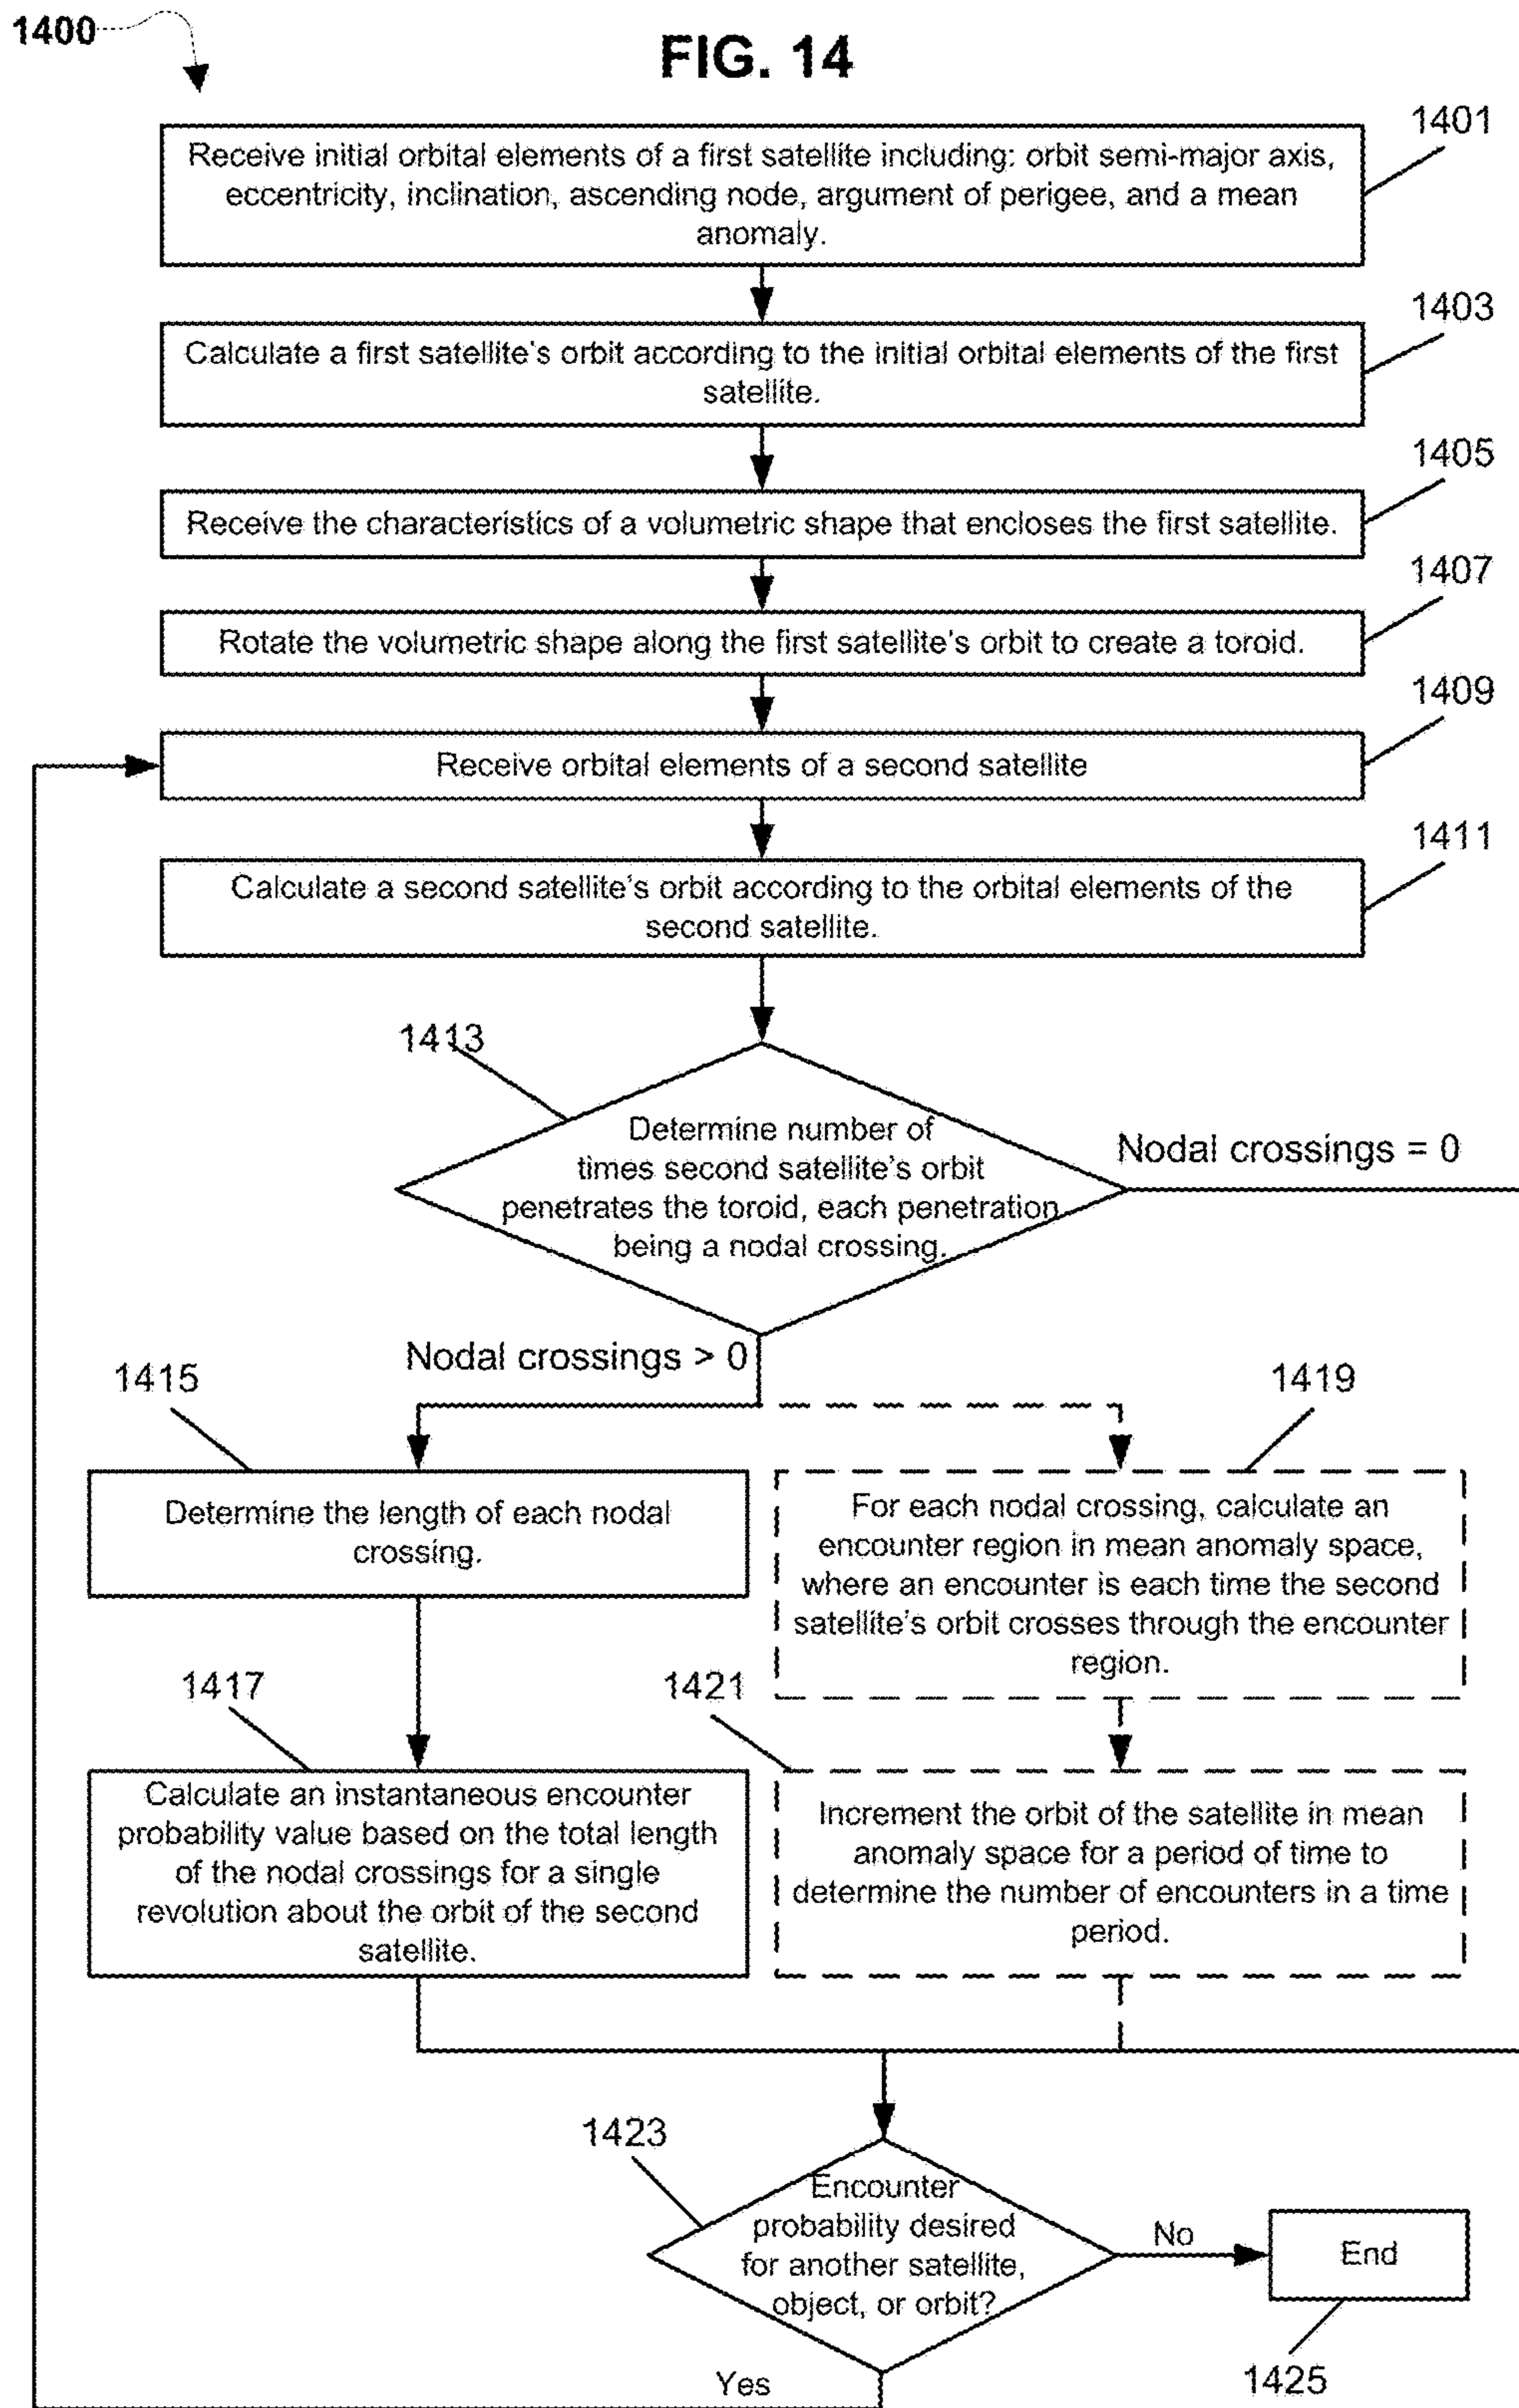 1400
FIG. 14
1401
Receive initial orbital elements of a first satellite including: orbit semi-major axis,
eccentricity, inclination, ascending node, argument of perigee, and a mean
anomaly.
1403
Calculate a first satellite's orbit according to the initial orbital elements of the first
satellite.
1405
Receive the characteristics of a volumetric shape that encloses the first satellite.
1407
Rotate the volumetric shape along the first satellite's orbit to create a toroid.
1409
Receive orbital elements of a second satellite
1411
Calculate a second satellite's orbit according to the orbital elements of the
second satellite.
1413
Determine number of
times second satellite's orbit
penetrates the toroid, each penetration
being a nodal crossing.
Nodal crossings = 0
Nodal crossings > 0
1415
Determine the length of each nodal
crossing.
1419
For each nodal crossing, calculate an
encounter region in mean anomaly space,
where an encounter is each time the second
satellite's orbit crosses through the encounter
region.
1417
Calculate an instantaneous encounter
probability value based on the total length
of the nodal crossings for a single
revolution about the orbit of the second
satellite.
1421
Increment the orbit of the satellite in mean
anomaly space for a period of time to
determine the number of encounters in a time
period.
1423
Encounter
probability desired
for another satellite,
object, or orbit?
No
End
1425
Yes